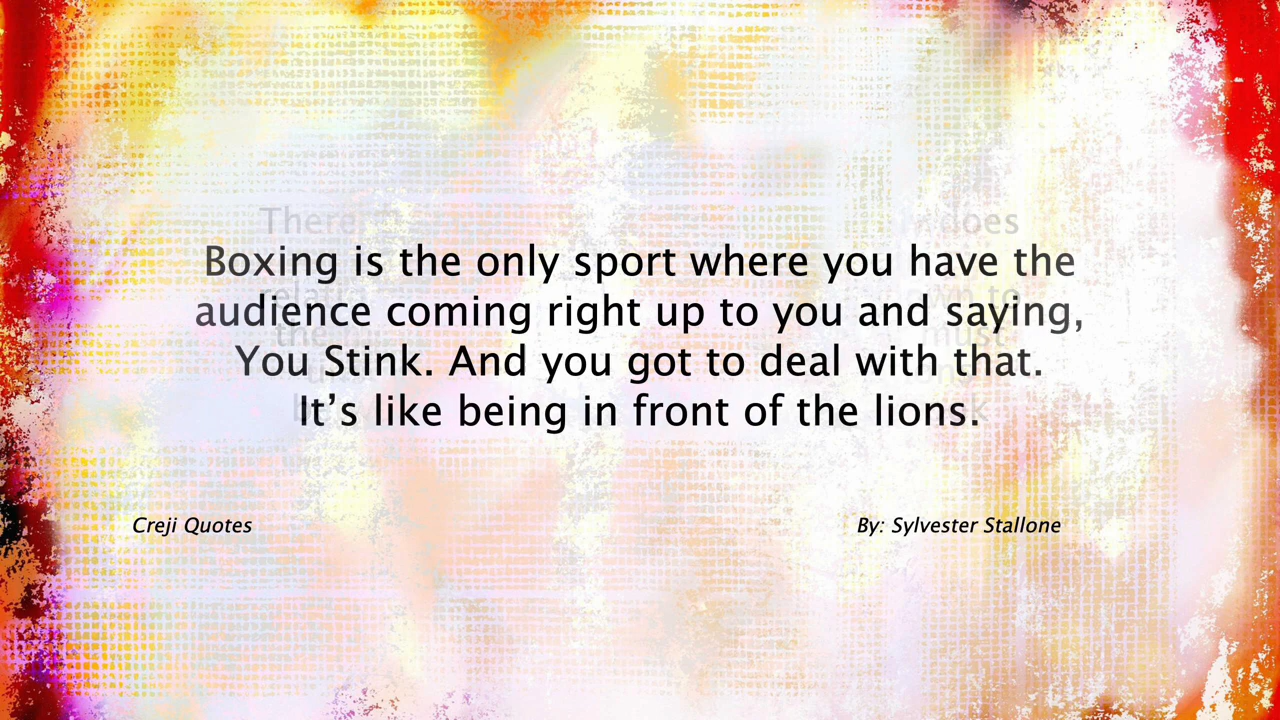 There does
Boxing is the only sport where you have the
audience coming right up to you and saying,
You Stink. And you got to deal with that.
It’s like being in front of the lions.
Creji Quotes
By: Sylvester Stallone